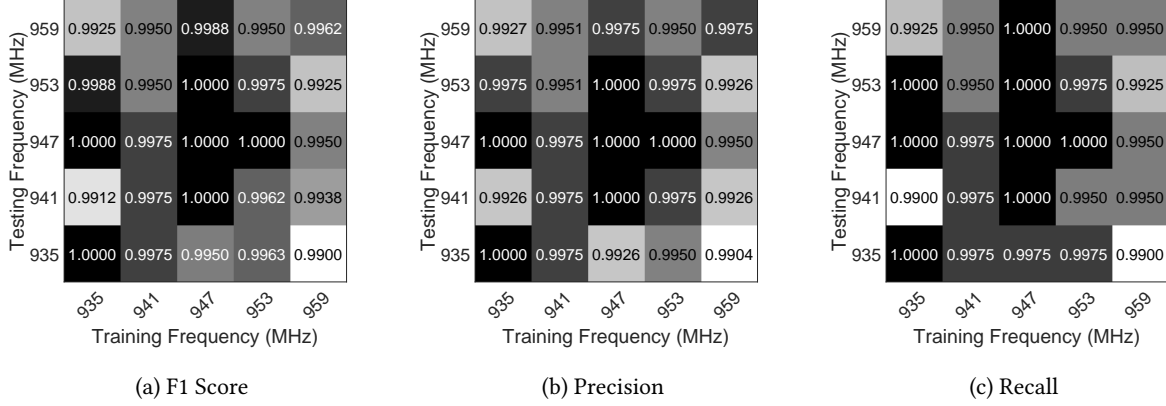 Testing Frequency (MHz)
959 0.9925 0.9950 0.9988 0.9950 0.9962
953 0.9988 0.9950 1.0000 0.9975 0.9925
947 1.0000 0.9975 1.0000 1.0000 0.9950
941 0.9912 0.9975 1.0000 0.9962 0.9938
935 1.0000 0.9975 0.9950 0.9963 0.9900
935 941 947 953 959
Training Frequency (MHz)
(a) F1 Score
Testing Frequency (MHz)
959 0.9927 0.9951 0.9975 0.9950 0.9975
953 0.9975 0.9951 1.0000 0.9975 0.9926
947 1.0000 0.9975 1.0000 1.0000 0.9950
941 0.9926 0.9975 1.0000 0.9975 0.9926
935 1.0000 0.9975 0.9926 0.9950 0.9904
935 941 947 953 959
Training Frequency (MHz)
(b) Precision
Testing Frequency (MHz)
959 0.9925 0.9950 1.0000 0.9950 0.9950
953 1.0000 0.9950 1.0000 0.9975 0.9925
947 1.0000 0.9975 1.0000 1.0000 0.9950
941 0.9900 0.9975 1.0000 0.9950 0.9950
935 1.0000 0.9975 0.9975 0.9975 0.9900
935 941 947 953 959
Training Frequency (MHz)
(c) Recall